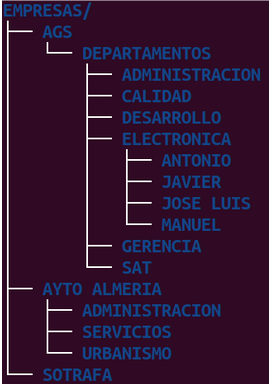 EMPRESAS/
AGS
DEPARTAMENTOS
ADMINISTRACION
CALIDAD
DESARROLLO
ELECTRONICA
ANTONIO
JAVIER
JOSE LUIS
MANUEL
GERENCIA
SAT
AYTO ALMERIA
ADMINISTRACION
SERVICIOS
URBANISMO
SOTRAFA